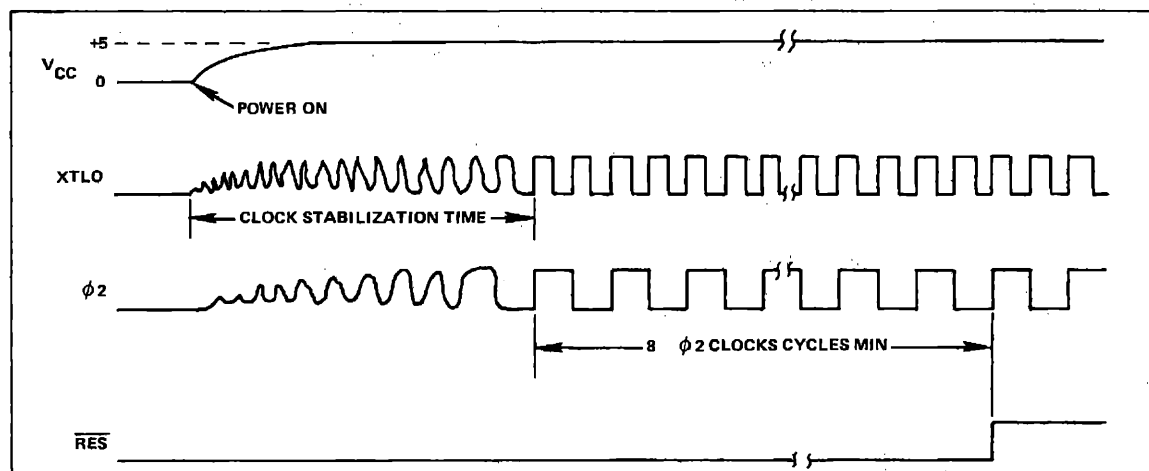 +5
VCC
0
POWER ON
XTLO
CLOCK STABILIZATION TIME
ϕ2
8 ϕ2 CLOCKS CYCLES MIN
RES